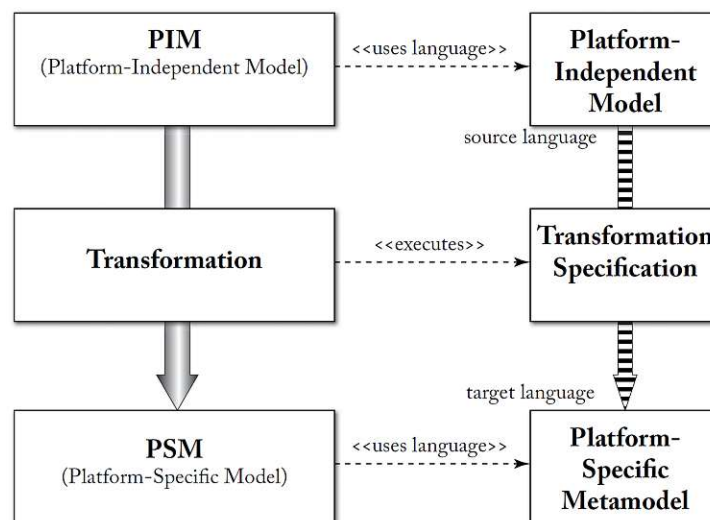 PIM
(Platform-Independent Model)
<<uses language>>
Platform-
Independent
Model
source language
Transformation
<<executes>>
Transformation
Specification
target language
PSM
(Platform-Specific Model)
<<uses language>>
Platform-
Specific
Metamodel